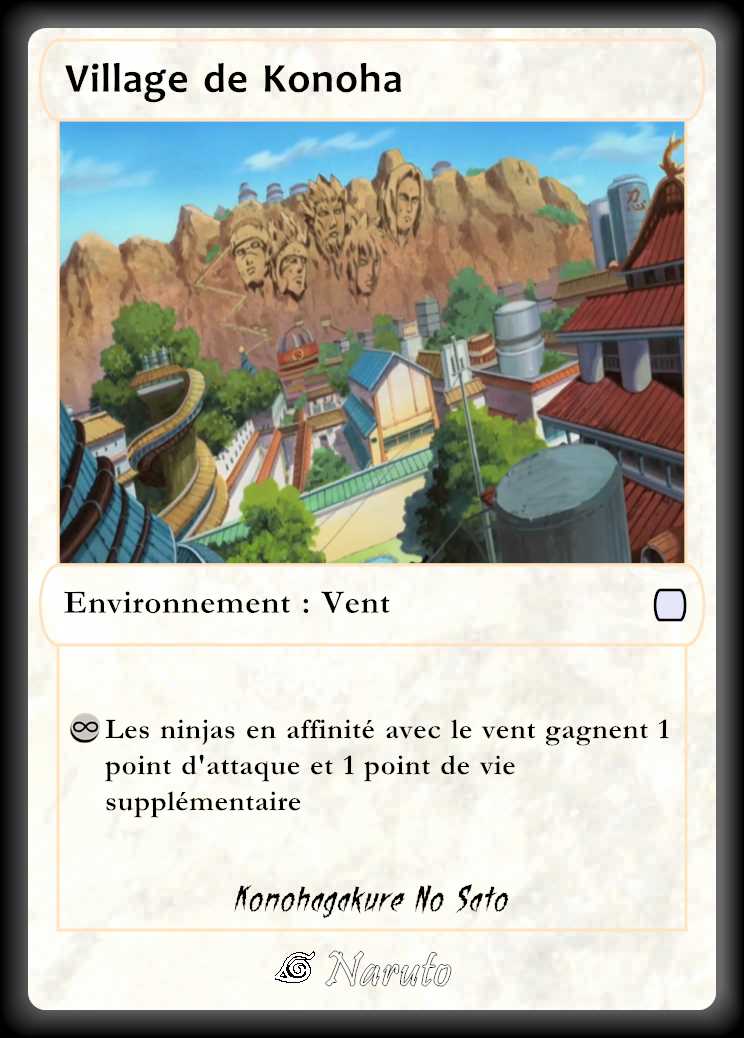 Village de Konoha
Environnement : Vent
∞ Les ninjas en affinité avec le vent gagnent 1
point d'attaque et 1 point de vie
supplémentaire
Konohagakure No Sato
Naruto